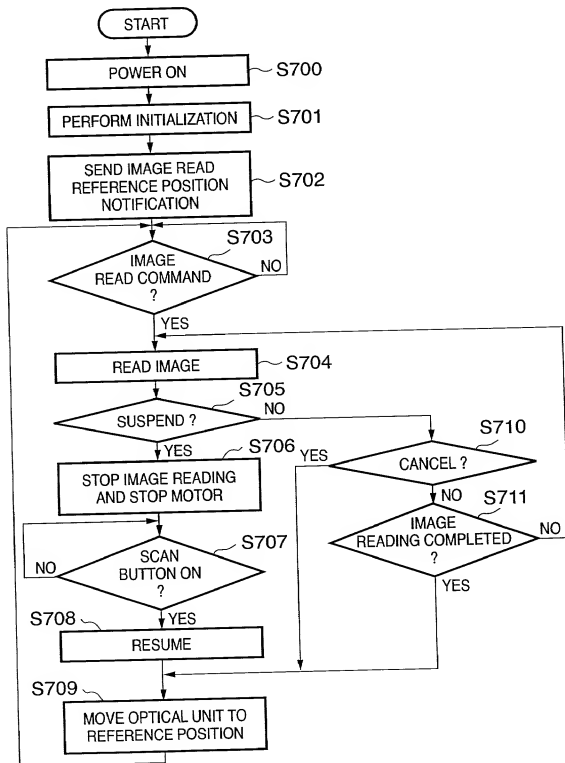 START
POWER ON
S700
PERFORM INITIALIZATION
S701
SEND IMAGE READ
REFERENCE POSITION
NOTIFICATION
S702
S703
IMAGE
READ COMMAND
?
NO
YES
READ IMAGE
S704
S705
SUSPEND ?
NO
YES
S706
STOP IMAGE READING
AND STOP MOTOR
S707
SCAN
BUTTON ON
?
NO
YES
S708
RESUME
S709
MOVE OPTICAL UNIT TO
REFERENCE POSITION
S710
CANCEL ?
YES
NO
S711
IMAGE
READING COMPLETED
?
NO
YES